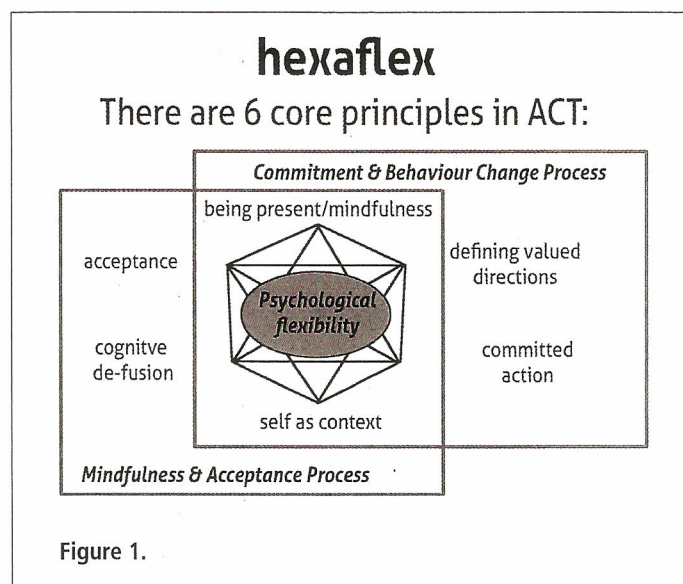 hexaflex
There are 6 core principles in ACT:
Commitment & Behaviour Change Process
being present/mindfulness
acceptance
defining valued
directions
Psychological
flexibility
cognitve
de-fusion
committed
action
self as context
Mindfulness & Acceptance Process
Figure 1.